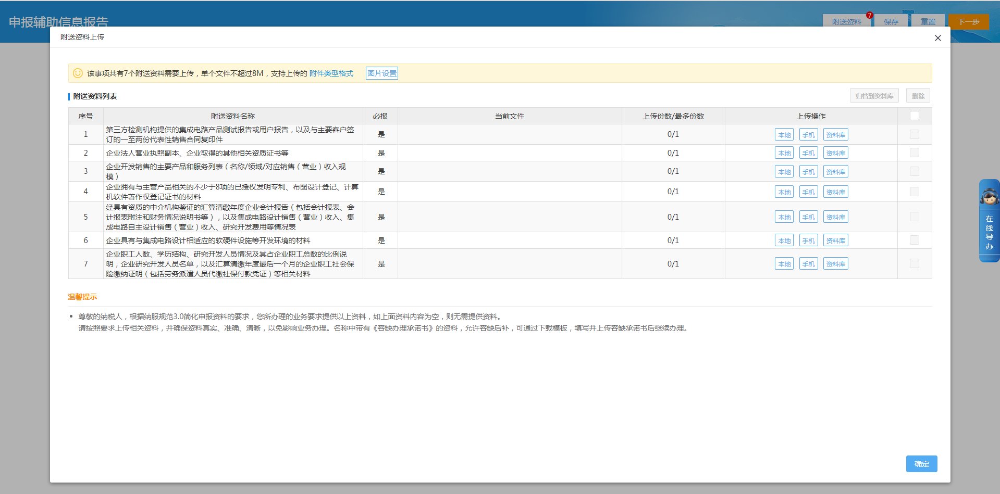 申报辅助信息报告
附送资料
7
保存
重置
下一步
附送资料上传
该事项共有7个附送资料需要上传，单个文件不超过8M，支持上传的 附件类型格式 图片设置
附送资料列表
归档到资料库 删除
序号 附送资料名称 必报 当前文件 上传份数/最多份数 上传操作
1 第三方检测机构提供的集成电路产品测试报告或用户报告，以及与主要客户签
订的一至两份代表性销售合同复印件
是 0/1 本地 手机 资料库
2 企业法人营业执照副本、企业取得的其他相关资质证书等 是 0/1 本地 手机 资料库
3 企业开发销售的主要产品和服务列表（名称/领域/对应销售（营业）收入规
模）
是 0/1 本地 手机 资料库
4 企业拥有与主营产品相关的不少于8项的已授权发明专利、布图设计登记、计算
机软件著作权登记证书的材料
是 0/1 本地 手机 资料库
5 经具有资质的中介机构鉴证的汇算清缴年度企业会计报告（包括会计报表、会
计报表附注和财务情况说明书等），以及集成电路设计销售（营业）收入、集
成电路自主设计销售（营业）收入、研究开发费用等情况表
是 0/1 本地 手机 资料库
6 企业具有与集成电路设计相适应的软硬件设施等开发环境的材料 是 0/1 本地 手机 资料库
7 企业职工人数、学历结构、研究开发人员情况及其占企业职工总数的比例说
明，企业研究开发人员名单，以及汇算清缴年度最后一个月的企业职工社会保
险缴纳证明（包括劳务派遣人员代缴社保付款凭证）等相关材料
是 0/1 本地 手机 资料库
温馨提示
尊敬的纳税人，根据纳服规范3.0简化申报资料的要求，您所办理的业务要求提供以上资料，如上面资料内容为空，则无需提供资料。
请按照要求上传相关资料，并确保资料真实、准确、清晰，以免影响业务办理。名称中带有《容缺办理承诺书》的资料，允许容缺后补，可通过下载模板，填写并上传容缺承诺书后继续办理。
在线导办
确定